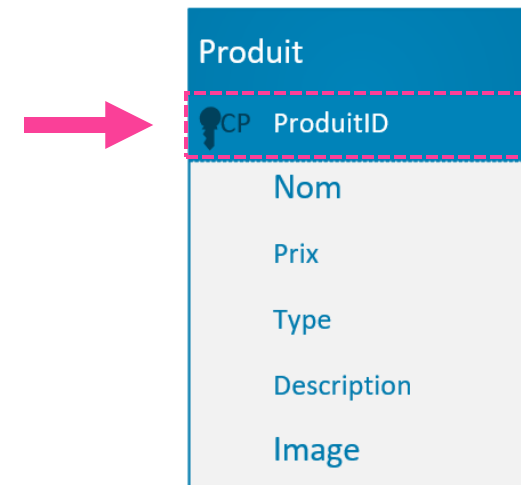 Produit
CP ProduitID
Nom
Prix
Type
Description
Image